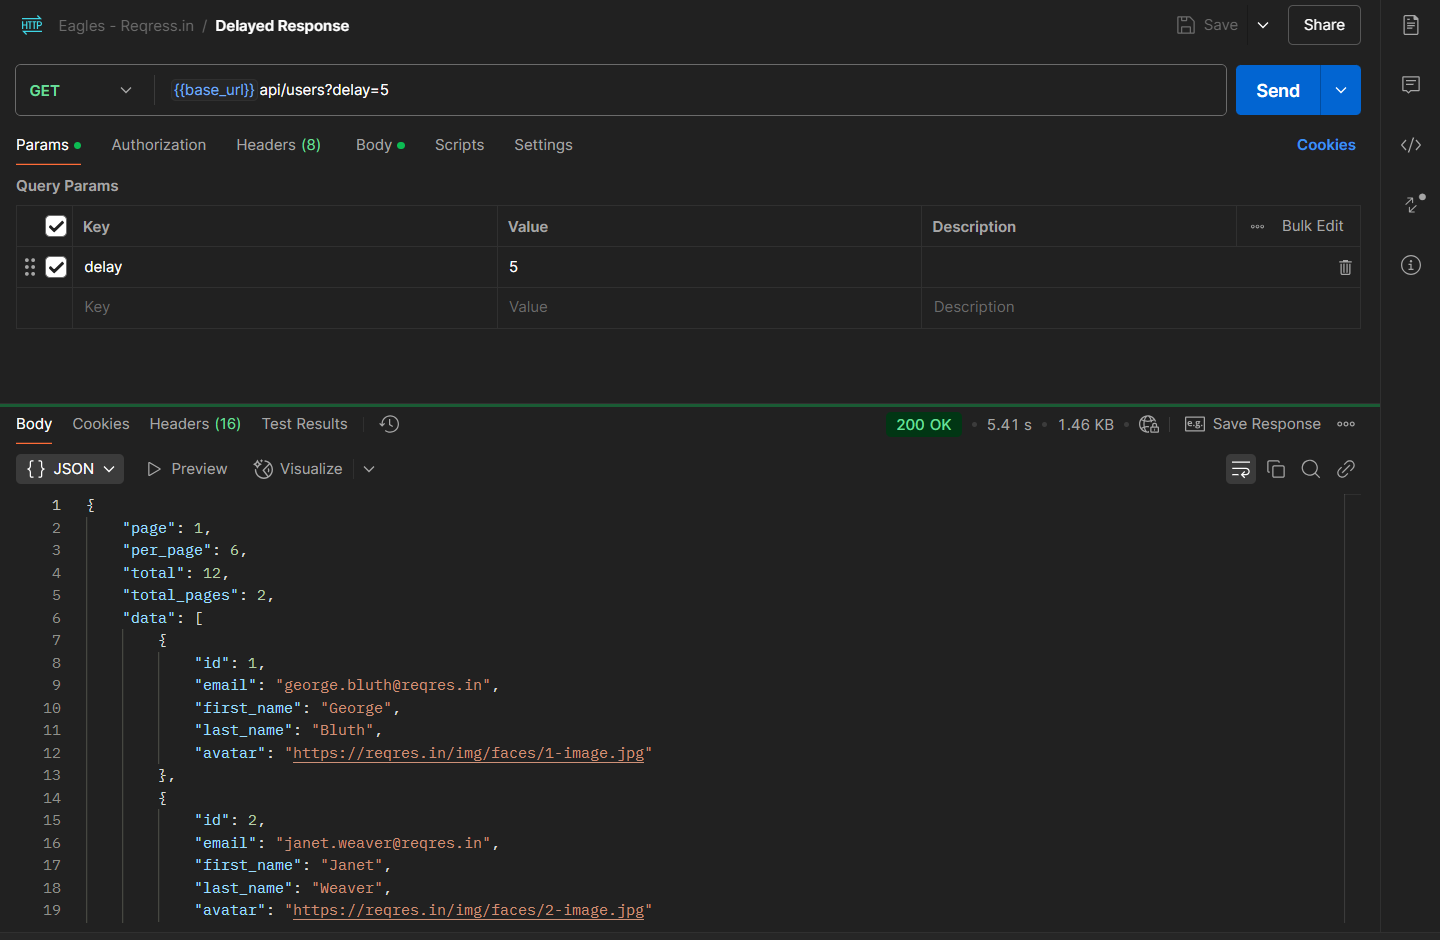 HTTP Eagles - Reqress.in / Delayed Response Save Share
GET {{base_url}} api/users?delay=5 Send
Params Authorization Headers (8) Body Scripts Settings Cookies
Query Params
Key Value Description Bulk Edit
delay 5
Key Value Description
Body Cookies Headers (16) Test Results 200 OK 5.41 s 1.46 KB e.g. Save Response
{} JSON Preview Visualize
1 {
2 "page": 1,
3 "per_page": 6,
4 "total": 12,
5 "total_pages": 2,
6 "data": [
7 {
8 "id": 1,
9 "email": "george.bluth@reqres.in",
10 "first_name": "George",
11 "last_name": "Bluth",
12 "avatar": "https://reqres.in/img/faces/1-image.jpg"
13 },
14 {
15 "id": 2,
16 "email": "janet.weaver@reqres.in",
17 "first_name": "Janet",
18 "last_name": "Weaver",
19 "avatar": "https://reqres.in/img/faces/2-image.jpg"